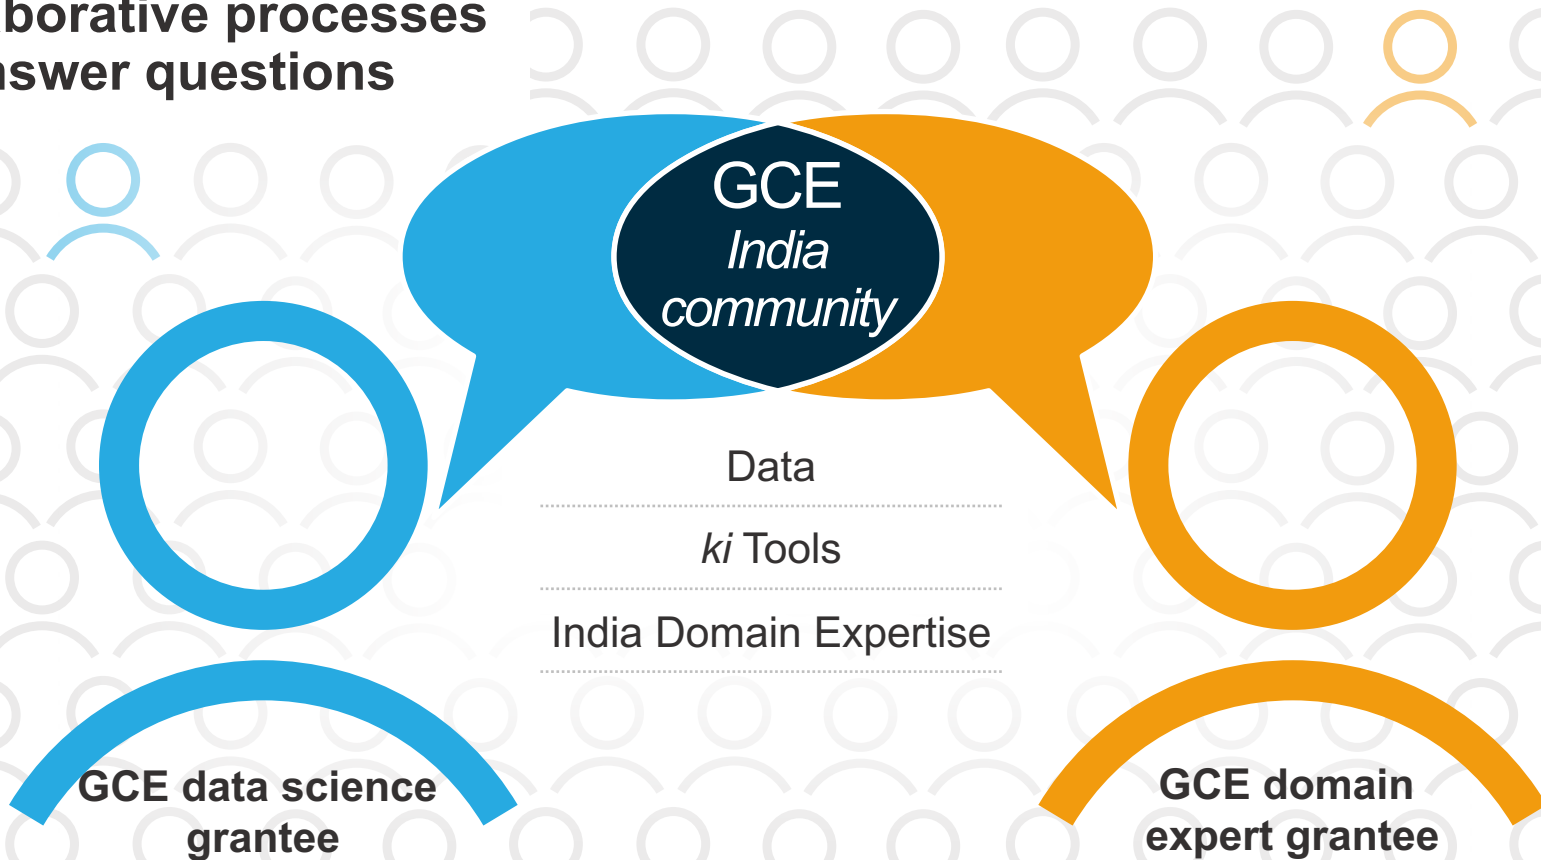 borative processes
swer questions
GCE
India
community
Data
ki Tools
India Domain Expertise
GCE data science
grantee
GCE domain
expert grantee